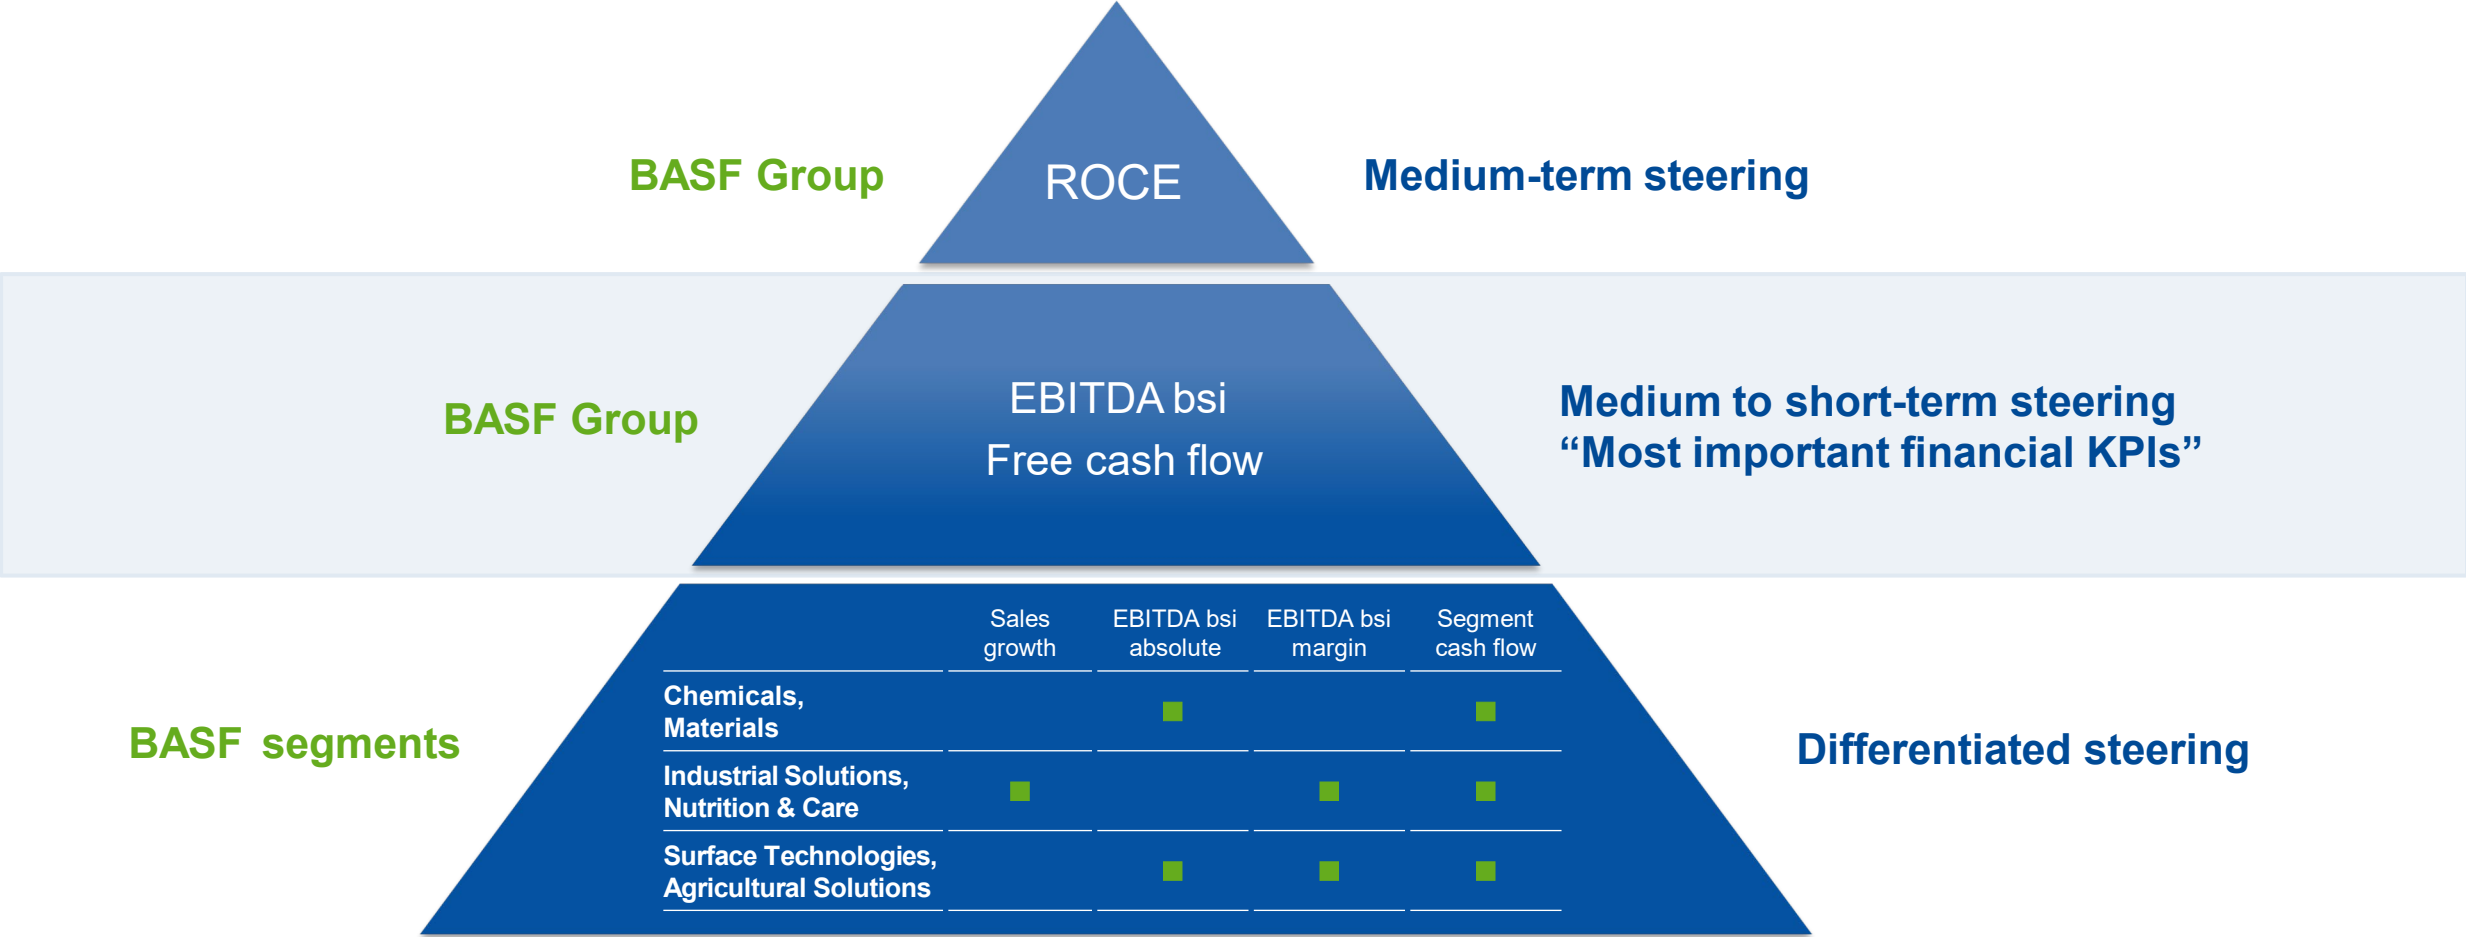 BASF Group
ROCE
Medium-term steering
BASF Group
EBITDA bsi
Free cash flow
Medium to short-term steering
“Most important financial KPIs”
BASF segments
Sales
growth
EBITDA bsi
absolute
EBITDA bsi
margin
Segment
cash flow
Chemicals,
Materials
Industrial Solutions,
Nutrition & Care
Surface Technologies,
Agricultural Solutions
Differentiated steering